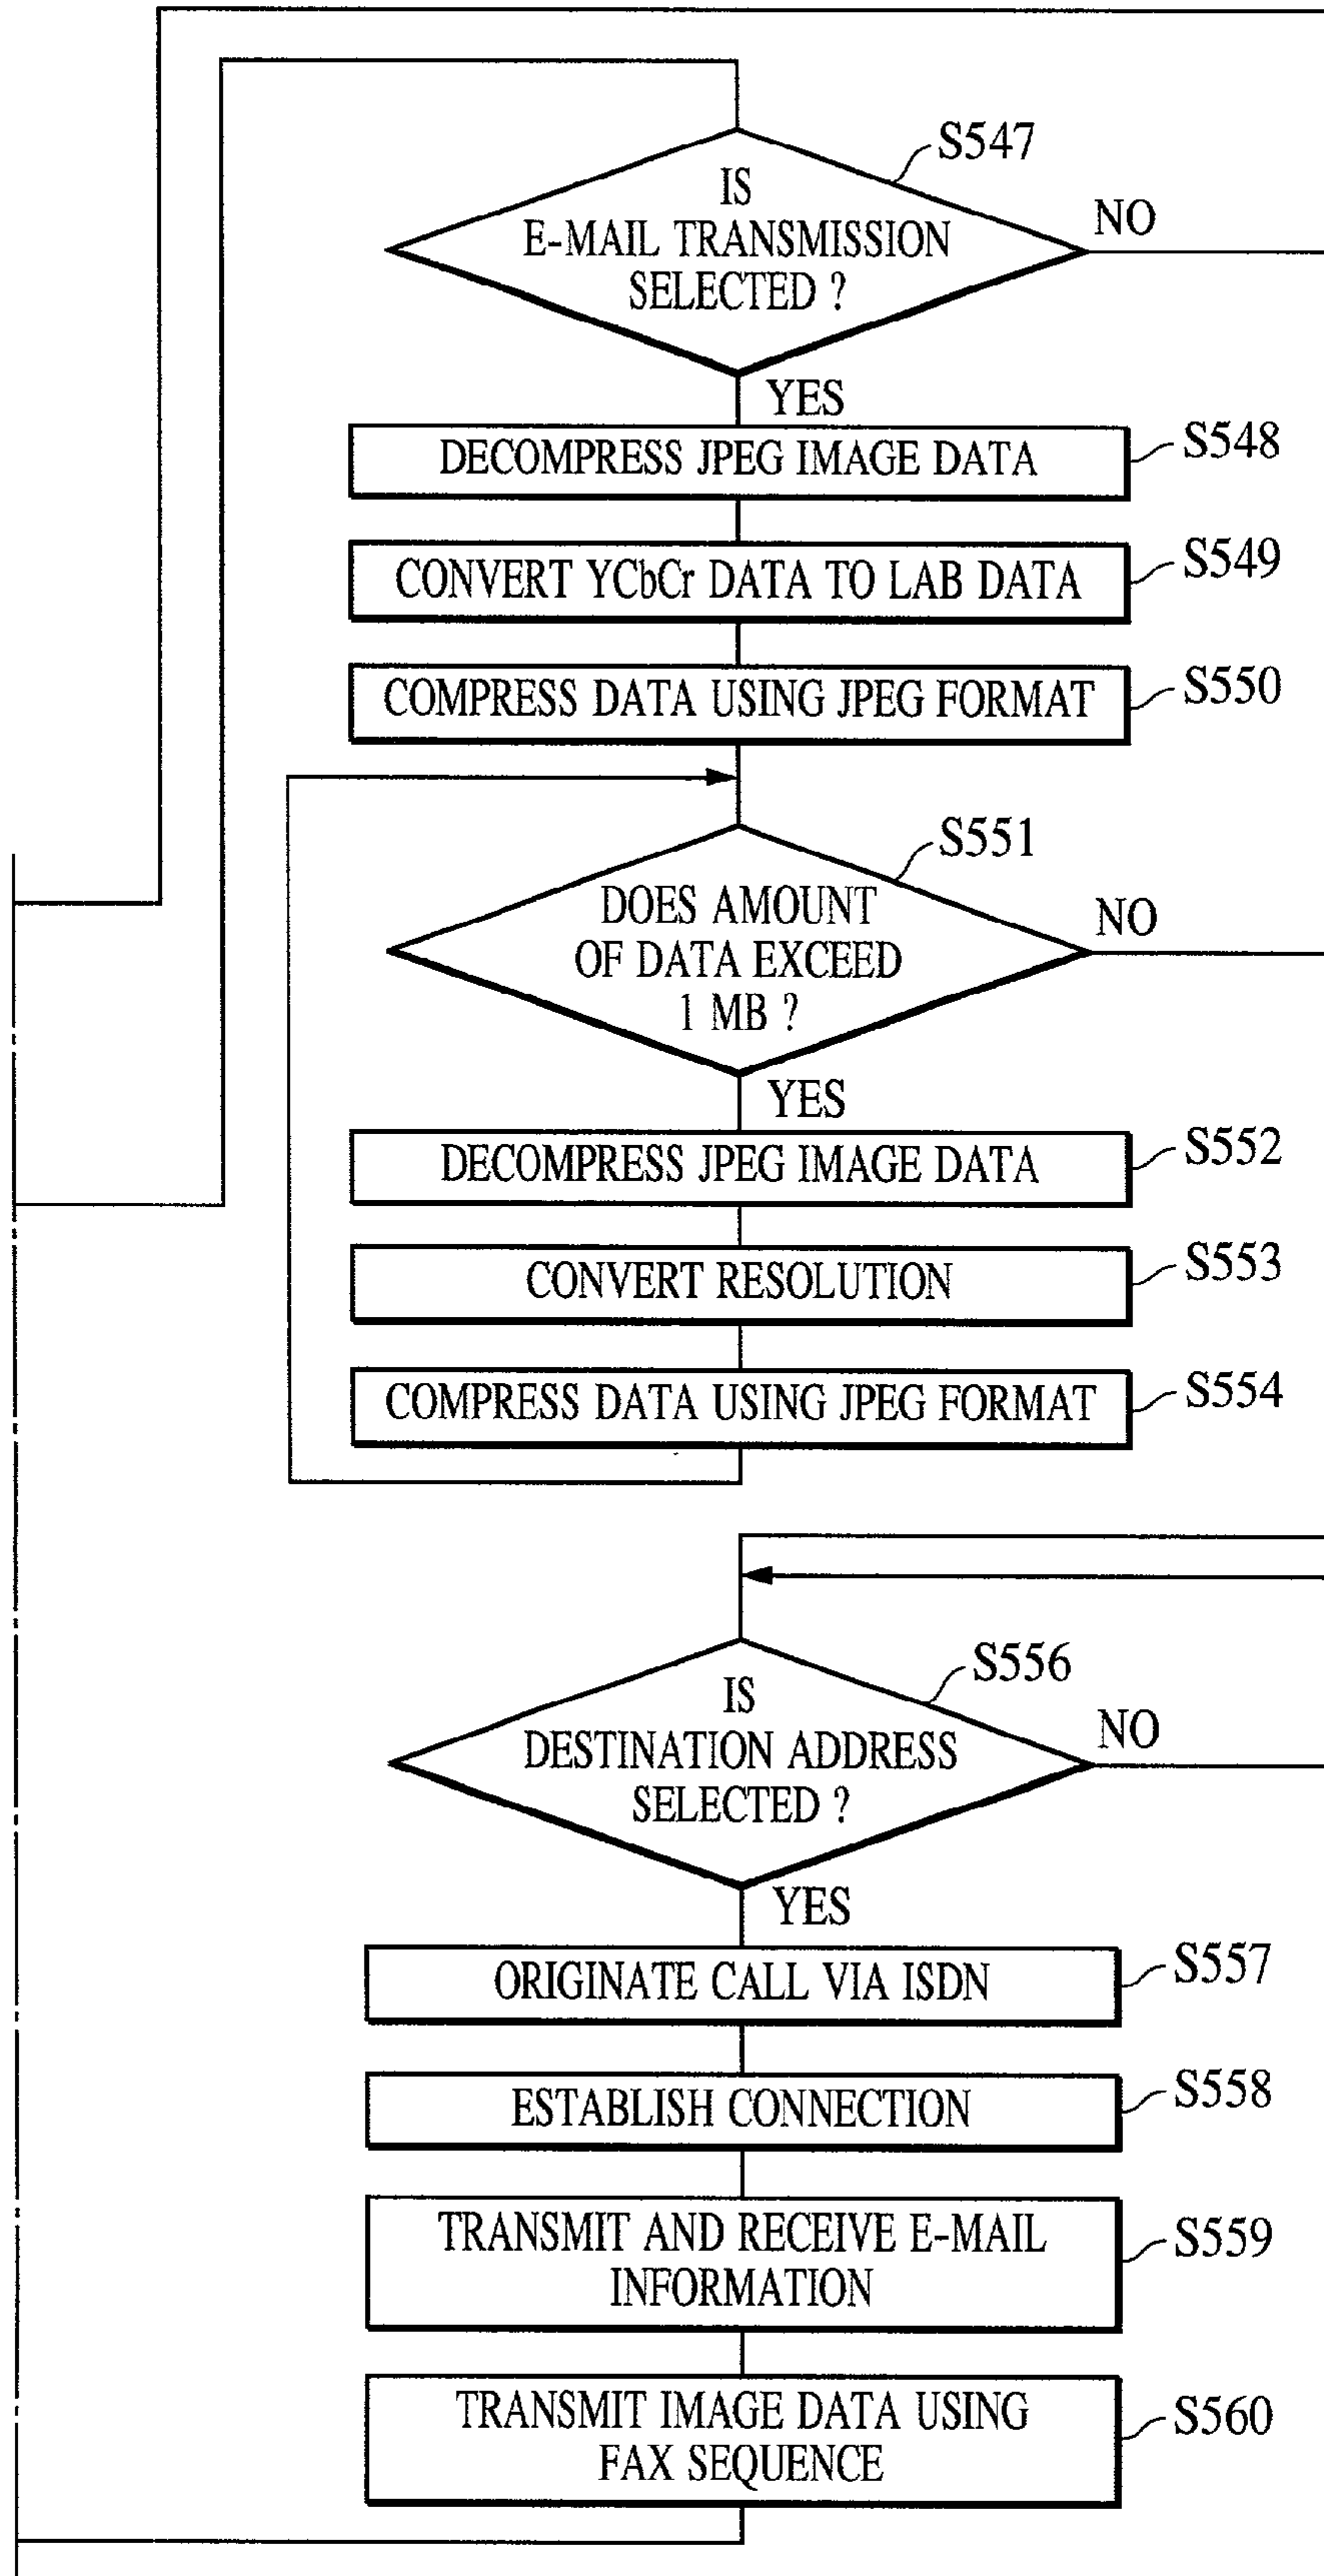 S547
IS
E-MAIL TRANSMISSION
SELECTED ?
NO
YES
DECOMPRESS JPEG IMAGE DATA
S548
CONVERT YCbCr DATA TO LAB DATA
S549
COMPRESS DATA USING JPEG FORMAT
S550
S551
DOES AMOUNT
OF DATA EXCEED
1 MB ?
NO
YES
DECOMPRESS JPEG IMAGE DATA
S552
CONVERT RESOLUTION
S553
COMPRESS DATA USING JPEG FORMAT
S554
S556
IS
DESTINATION ADDRESS
SELECTED ?
NO
YES
ORIGINATE CALL VIA ISDN
S557
ESTABLISH CONNECTION
S558
TRANSMIT AND RECEIVE E-MAIL
INFORMATION
S559
TRANSMIT IMAGE DATA USING
FAX SEQUENCE
S560